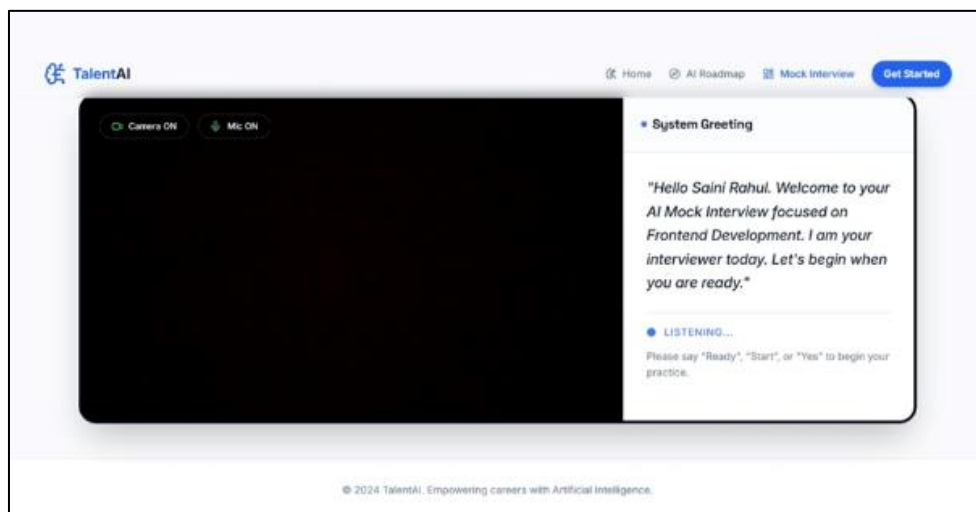 TalentAI
Home AI Roadmap Mock Interview Get Started
Camera ON Mic ON
System Greeting
"Hello Saini Rahul. Welcome to your
AI Mock Interview focused on
Frontend Development. I am your
interviewer today. Let's begin when
you are ready."
LISTENING...
Please say "Ready", "Start", or "Yes" to begin your
practice.
© 2024 TalentAI. Empowering careers with Artificial Intelligence.